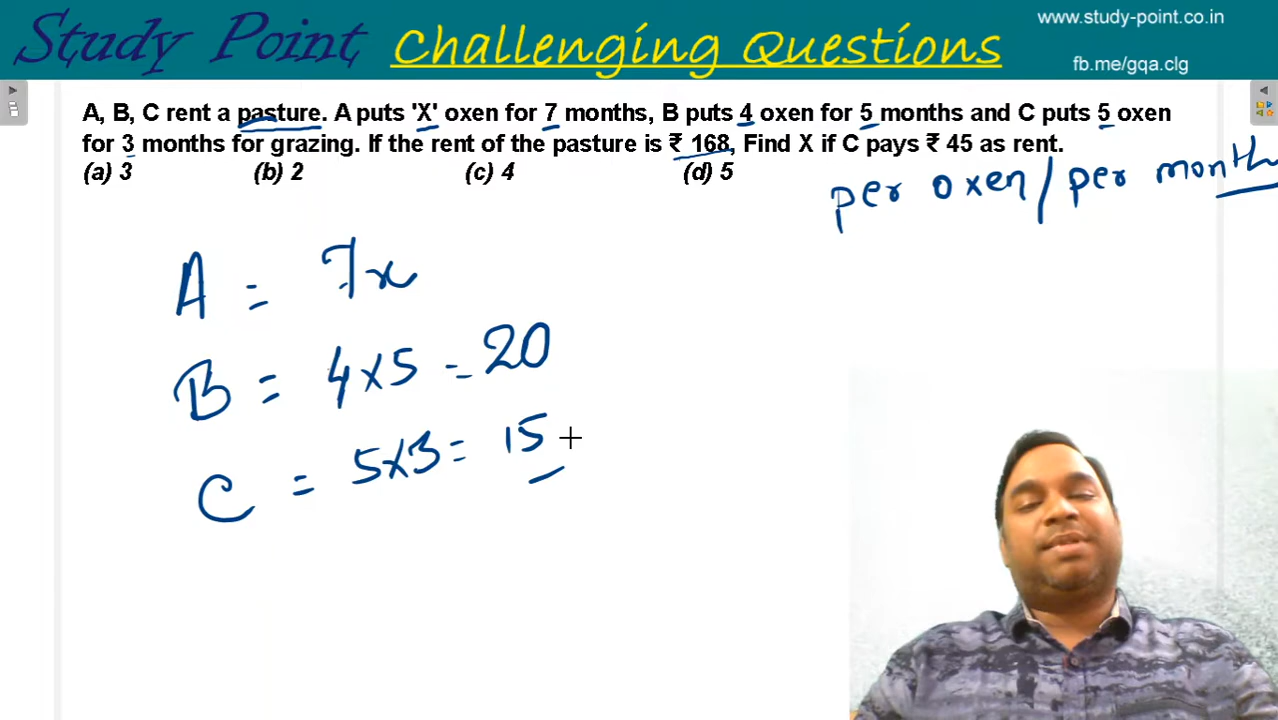 Study Point Challenging Questions
www.study-point.co.in
fb.me/gqa.clg
A, B, C rent a pasture. A puts 'X' oxen for 7 months, B puts 4 oxen for 5 months and C puts 5 oxen
for 3 months for grazing. If the rent of the pasture is ₹ 168, Find X if C pays ₹ 45 as rent.
(a) 3 (b) 2 (c) 4 (d) 5
per oxen / per month
A = 7x
B = 4×5 = 20
C = 5×3 = 15